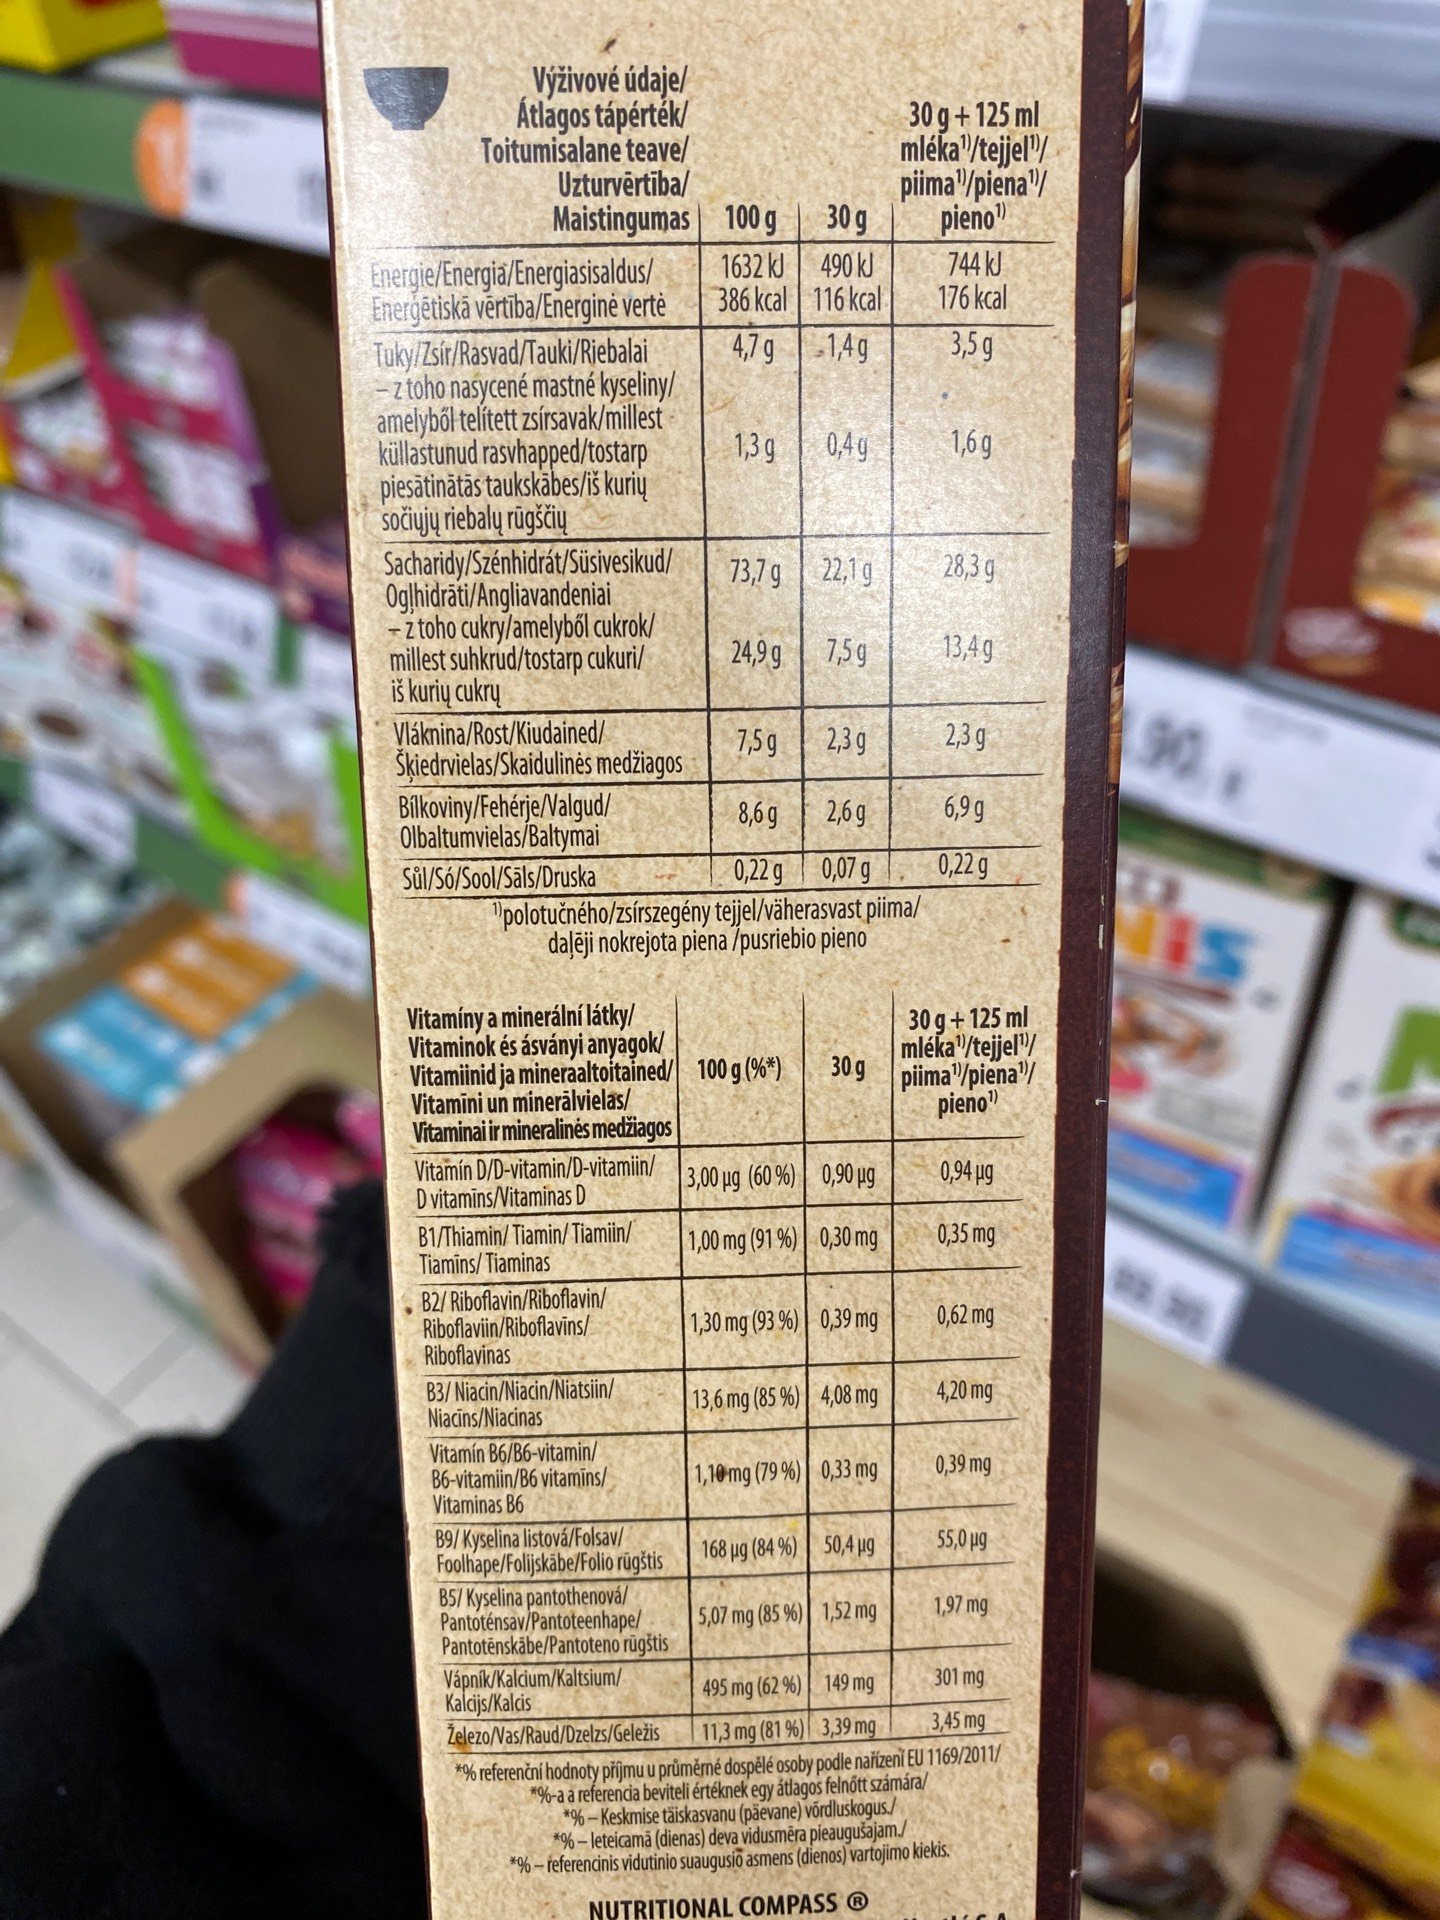 Výživové údaje/
Átlagos tápérték/
Toitumisalane teave/
Uzturvērtība/
Maistingumas
100 g
30 g
30 g + 125 ml
mléka¹⁾/tejjel¹⁾/
piima¹⁾/piena¹⁾/
pieno¹⁾
Energie/Energia/Energiasisaldus/
Enerģētiskā vērtība/Energinė vertė
1632 kJ 490 kJ 744 kJ
386 kcal 116 kcal 176 kcal
Tuky/Zsír/Rasvad/Tauki/Riebalai 4,7 g 1,4 g 3,5 g
– z toho nasycené mastné kyseliny/
amelyből telített zsírsavak/millest
küllastunud rasvhapped/tostarp 1,3 g 0,4 g 1,6 g
piesātinātās taukskābes/iš kurių
sočiųjų riebalų rūgščių
Sacharidy/Szénhidrát/Süsivesikud/ 73,7 g 22,1 g 28,3 g
Ogļhidrāti/Angliavandeniai
– z toho cukry/amelyből cukrok/
millest suhkrud/tostarp cukuri/ 24,9 g 7,5 g 13,4 g
iš kurių cukrų
Vláknina/Rost/Kiudained/ 7,5 g 2,3 g 2,3 g
Šķiedrvielas/Skaidulinės medžiagos
Bílkoviny/Fehérje/Valgud/ 8,6 g 2,6 g 6,9 g
Olbaltumvielas/Baltymai
Sůl/Só/Sool/Sāls/Druska 0,22 g 0,07 g 0,22 g
¹⁾polotučného/zsírszegény tejjel/väherasvast piima/
daļēji nokrejota piena /pusriebio pieno
Vitamíny a minerální látky/
Vitaminok és ásványi anyagok/
Vitamiinid ja mineraaltoitained/
Vitamīni un minerālvielas/
Vitaminai ir mineralinės medžiagos
100 g (%*)
30 g
30 g + 125 ml
mléka¹⁾/tejjel¹⁾/
piima¹⁾/piena¹⁾/
pieno¹⁾
Vitamín D/D-vitamin/D-vitamiin/ 3,00 µg (60 %) 0,90 µg 0,94 µg
D vitamīns/Vitaminas D
B1/Thiamin/ Tiamin/ Tiamiin/ 1,00 mg (91 %) 0,30 mg 0,35 mg
Tiamīns/ Tiaminas
B2/ Riboflavin/Riboflavin/
Riboflaviin/Riboflavīns/ 1,30 mg (93 %) 0,39 mg 0,62 mg
Riboflavinas
B3/ Niacin/Niacin/Niatsiin/ 13,6 mg (85 %) 4,08 mg 4,20 mg
Niacīns/Niacinas
Vitamín B6/B6-vitamin/
B6-vitamiin/B6 vitamīns/ 1,10 mg (79 %) 0,33 mg 0,39 mg
Vitaminas B6
B9/ Kyselina listová/Folsav/ 168 µg (84 %) 50,4 µg 55,0 µg
Foolhape/Folijskābe/Folio rūgštis
B5/ Kyselina pantothenová/
Pantoténsav/Pantoteenhape/ 5,07 mg (85 %) 1,52 mg 1,97 mg
Pantotēnskābe/Pantoteno rūgštis
Vápník/Kalcium/Kaltsium/ 495 mg (62 %) 149 mg 301 mg
Kalcijs/Kalcis
Železo/Vas/Raud/Dzelzs/Geležis 11,3 mg (81 %) 3,39 mg 3,45 mg
*% referenční hodnoty příjmu u průměrné dospělé osoby podle nařízení EU 1169/2011/
*%-a a referencia beviteli értéknek egy átlagos felnőtt számára/
*% – Keskmise täiskasvanu (päevane) võrdluskogus./
*% – Ieteicamā (dienas) deva vidusmēra pieaugušajam./
*% – referencinis vidutinio suaugusio asmens (dienos) vartojimo kiekis.
NUTRITIONAL COMPASS ®